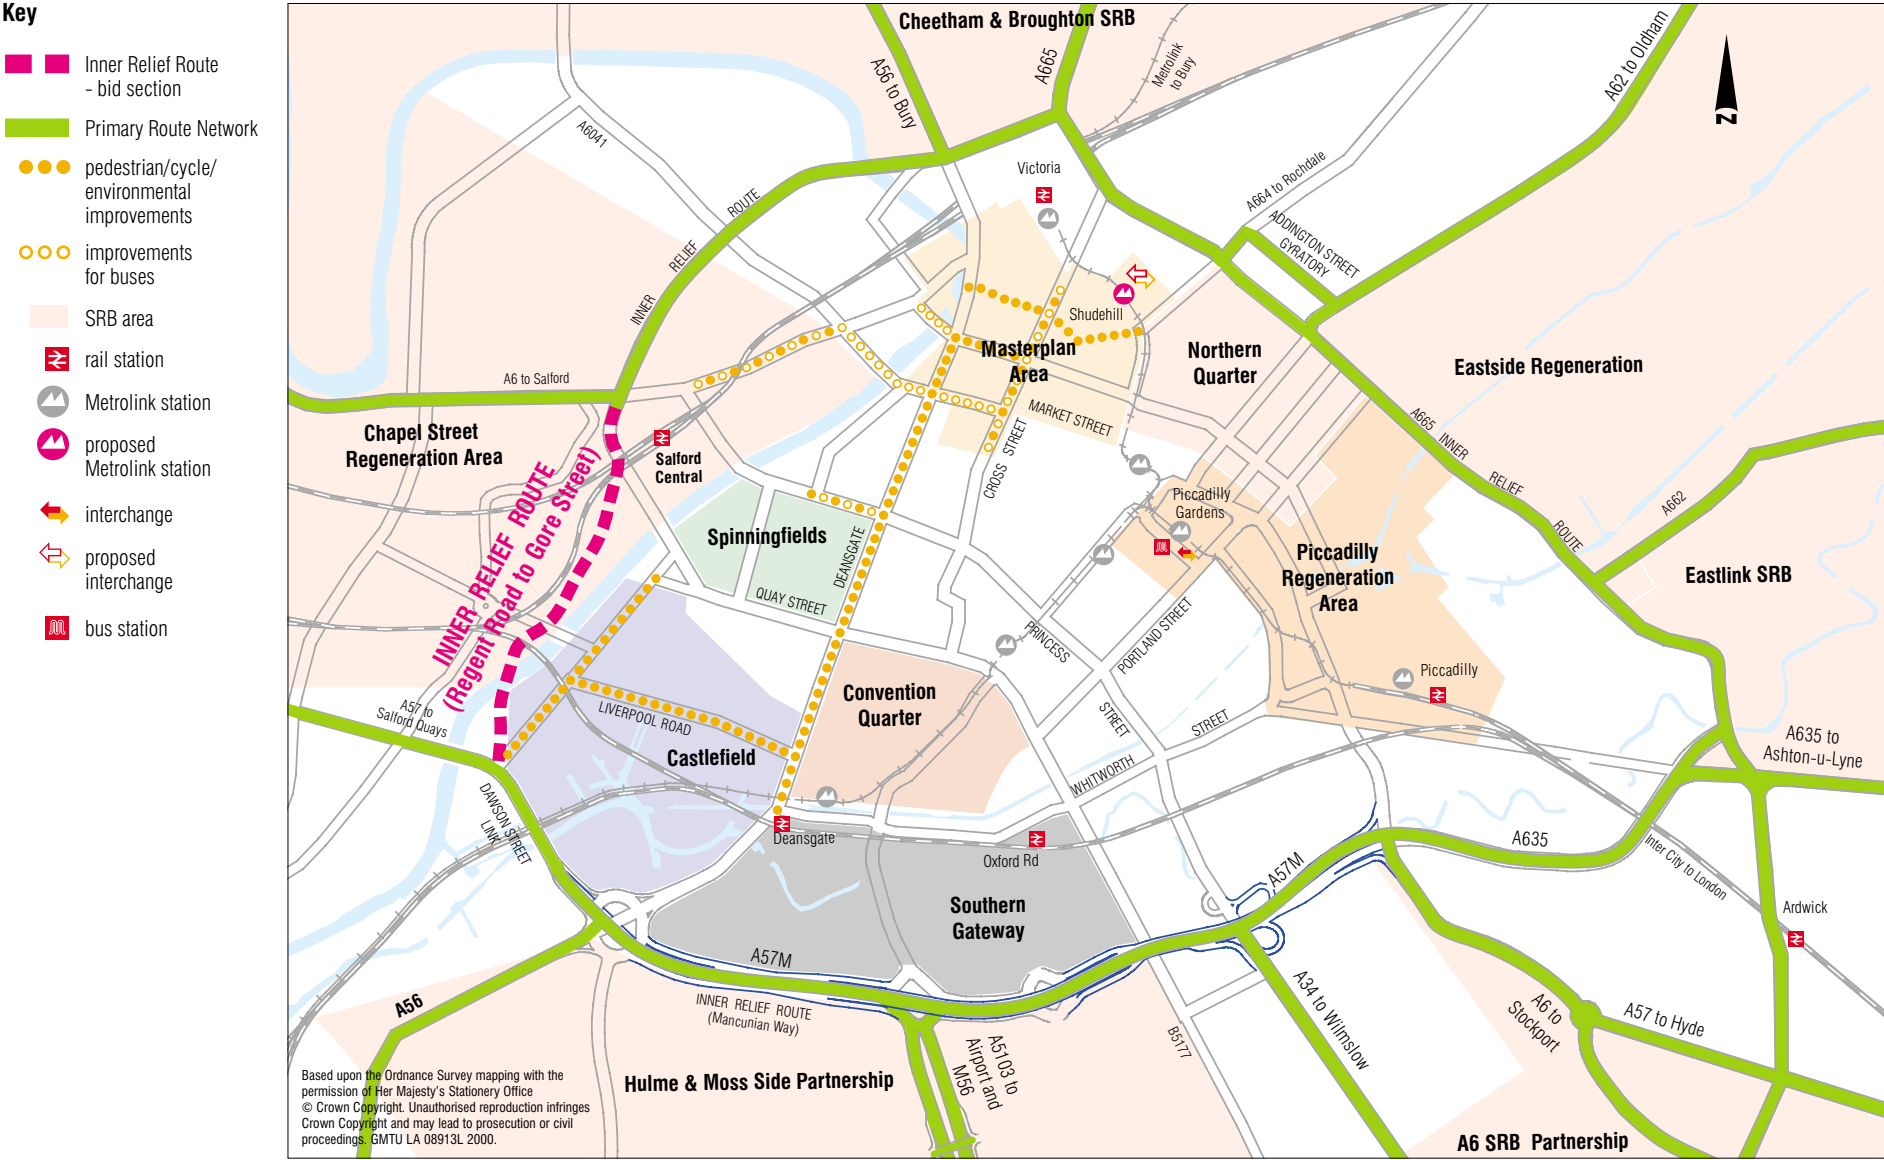 Key
Inner Relief Route
- bid section
Primary Route Network
pedestrian/cycle/
environmental
improvements
improvements
for buses
SRB area
rail station
Metrolink station
proposed
Metrolink station
interchange
proposed
interchange
bus station
Cheetham & Broughton SRB
A56 to Bury
A665
Metrolink
to Bury
A62 to Oldham
N
A6041
Victoria
A664 to Rochdale
ADDINGTON STREET
GYRATORY
INNER
RELIEF
ROUTE
Shudehill
Masterplan
Area
Northern
Quarter
Eastside Regeneration
A6 to Salford
MARKET STREET
CROSS STREET
A665 INNER
RELIEF
ROUTE
A662
Chapel Street
Regeneration Area
Salford
Central
INNER RELIEF ROUTE
(Regent Road to Gore Street)
Spinningfields
DEANSGATE
QUAY STREET
Piccadilly
Gardens
Piccadilly
Regeneration
Area
Eastlink SRB
PRINCESS
STREET
PORTLAND STREET
Piccadilly
A57 to
Salford Quays
LIVERPOOL ROAD
Castlefield
Convention
Quarter
WHITWORTH
STREET
A635 to
Ashton-u-Lyne
DAWSON STREET
LINK
Deansgate
Oxford Rd
A57M
A635
Inter City to London
Ardwick
Southern
Gateway
A57M
A56
INNER RELIEF ROUTE
(Mancunian Way)
A34 to Wilmslow
A6 to
Stockport
A57 to Hyde
B5177
A5103 to
Airport and
M56
Hulme & Moss Side Partnership
A6 SRB Partnership
Based upon the Ordnance Survey mapping with the
permission of Her Majesty's Stationery Office
© Crown Copyright. Unauthorised reproduction infringes
Crown Copyright and may lead to prosecution or civil
proceedings. GMTU LA 08913L 2000.